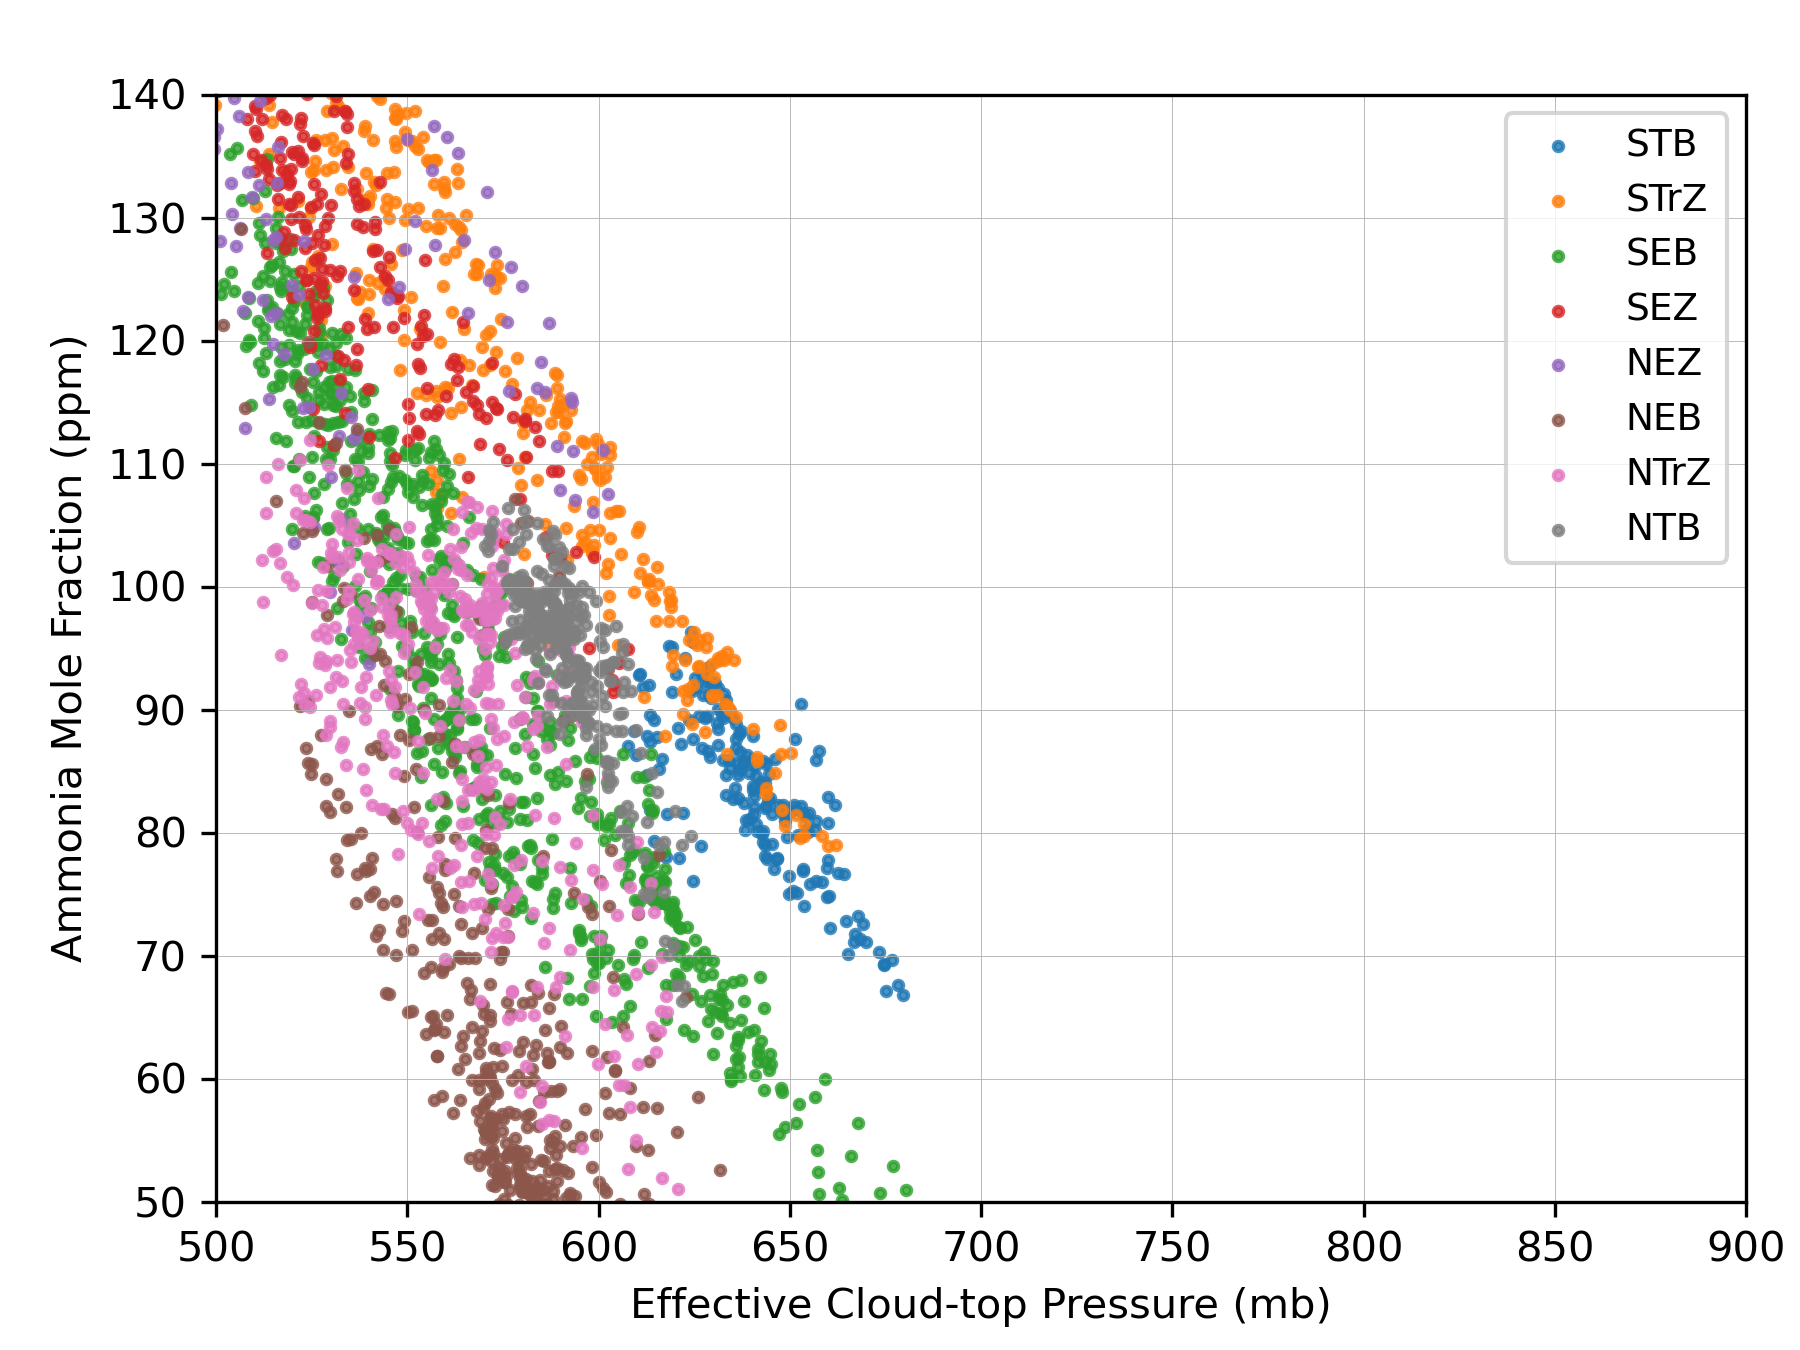 140
130
120
110
100
90
80
70
60
50
Ammonia Mole Fraction (ppm)
500 550 600 650 700 750 800 850 900
Effective Cloud-top Pressure (mb)
STB
STrZ
SEB
SEZ
NEZ
NEB
NTrZ
NTB